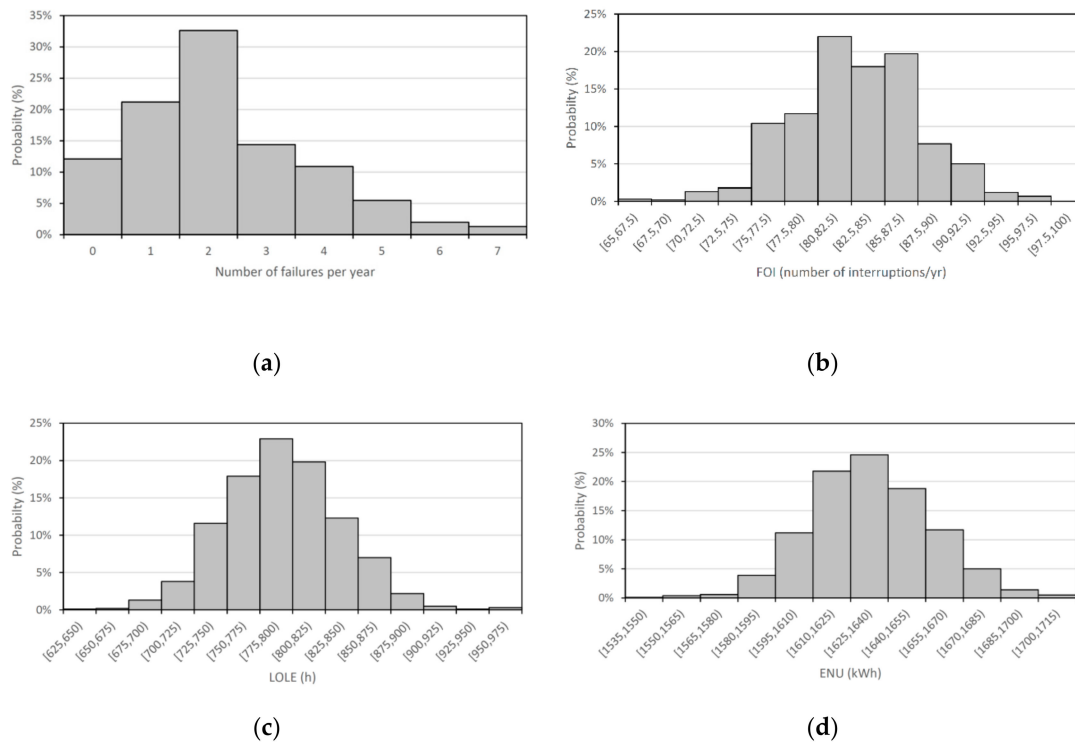 35%
30%
25%
20%
15%
10%
5%
0%
Probabilty (%)
0 1 2 3 4 5 6 7
Number of failures per year
(a)
25%
20%
15%
10%
5%
0%
Probabilty (%)
[65,67.5) [67.5,70) [70,72.5) [72.5,75) [75,77.5) [77.5,80) [80,82.5) [82.5,85) [85,87.5) [87.5,90) [90,92.5) [92.5,95) [95,97.5) [97.5,100)
FOI (number of interruptions/yr)
(b)
25%
20%
15%
10%
5%
0%
Probabilty (%)
[625,650) [650,675) [675,700) [700,725) [725,750) [750,775) [775,800) [800,825) [825,850) [850,875) [875,900) [900,925) [925,950) [950,975)
LOLE (h)
(c)
30%
25%
20%
15%
10%
5%
0%
Probabilty (%)
[1535,1550) [1550,1565) [1565,1580) [1580,1595) [1595,1610) [1610,1625) [1625,1640) [1640,1655) [1655,1670) [1670,1685) [1685,1700) [1700,1715)
ENU (kWh)
(d)